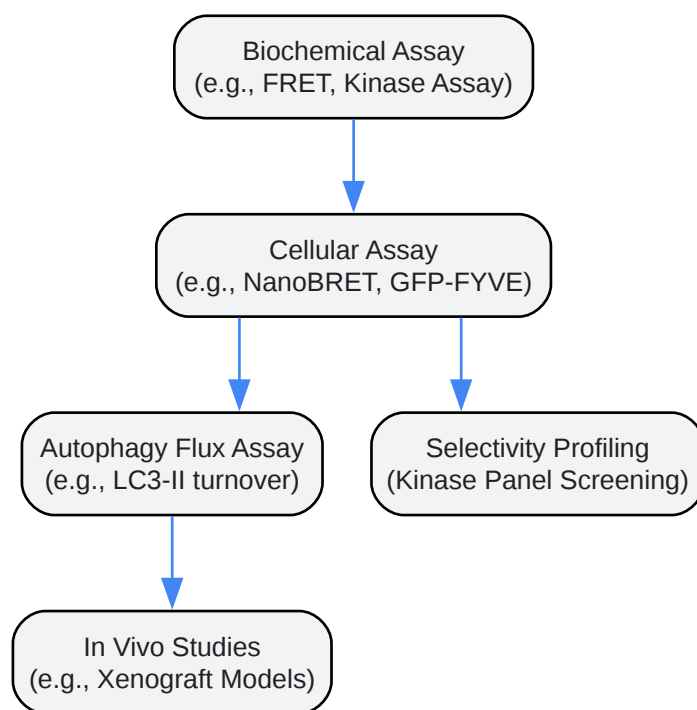 Biochemical Assay
(e.g., FRET, Kinase Assay)
Cellular Assay
(e.g., NanoBRET, GFP-FYVE)
Autophagy Flux Assay
(e.g., LC3-II turnover)
Selectivity Profiling
(Kinase Panel Screening)
In Vivo Studies
(e.g., Xenograft Models)